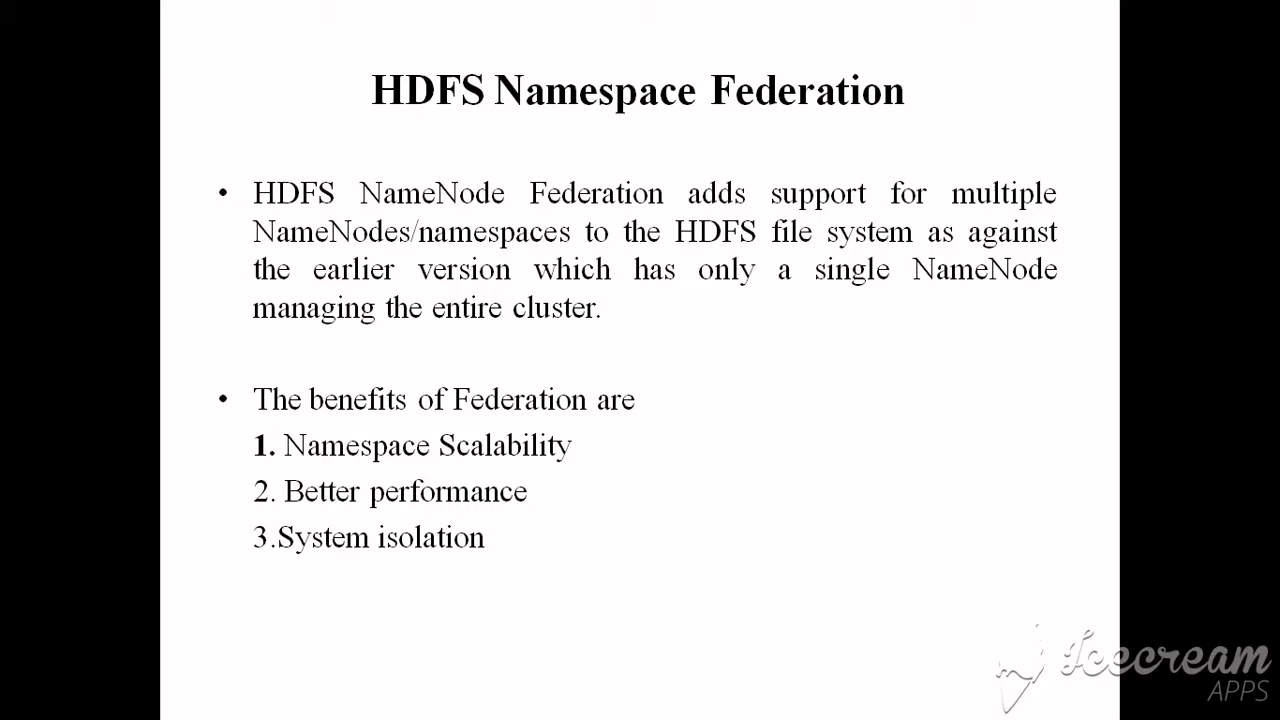 HDFS Namespace Federation
• HDFS NameNode Federation adds support for multiple
NameNodes/namespaces to the HDFS file system as against
the earlier version which has only a single NameNode
managing the entire cluster.
• The benefits of Federation are
1. Namespace Scalability
2. Better performance
3.System isolation
Icecream
APPS